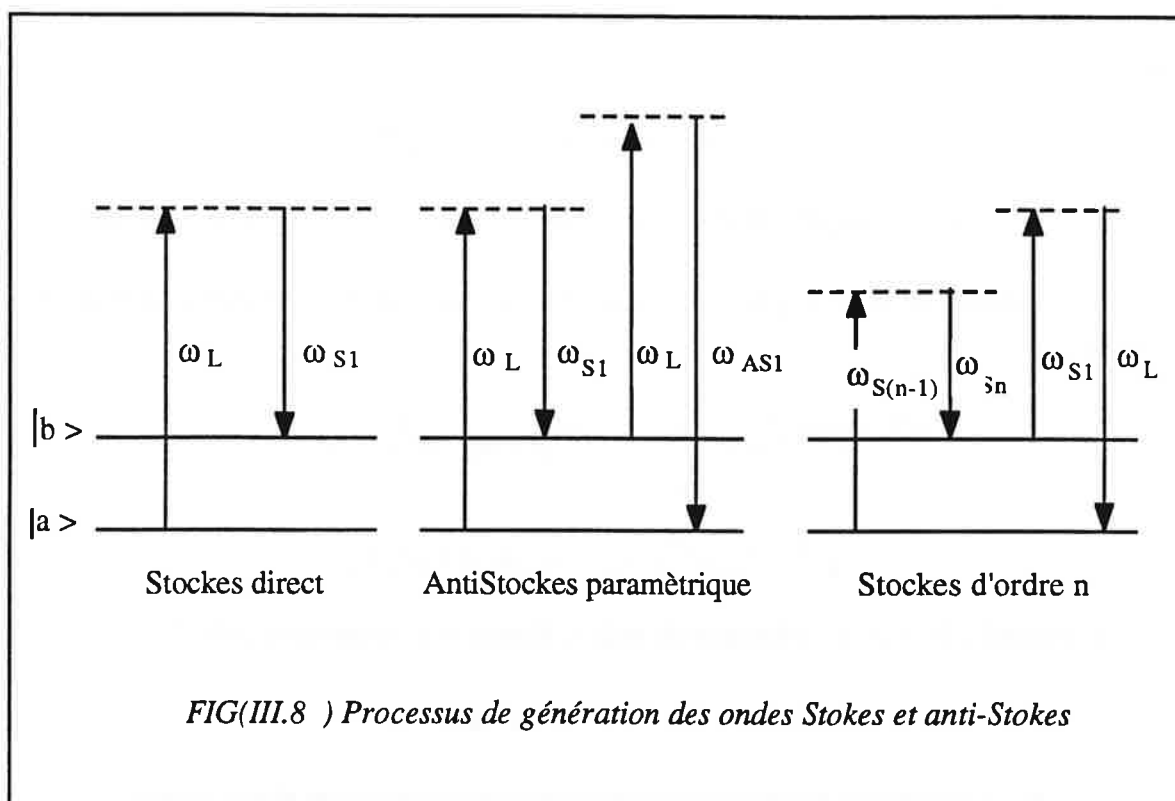 ω L
ω S1
ω L
ω S1
ω L
ω AS1
ω S(n-1)
ω Sn
ω S1
ω L
|b >
|a >
Stockes direct
AntiStockes paramètrique
Stockes d'ordre n
FIG(III.8 ) Processus de génération des ondes Stokes et anti-Stokes